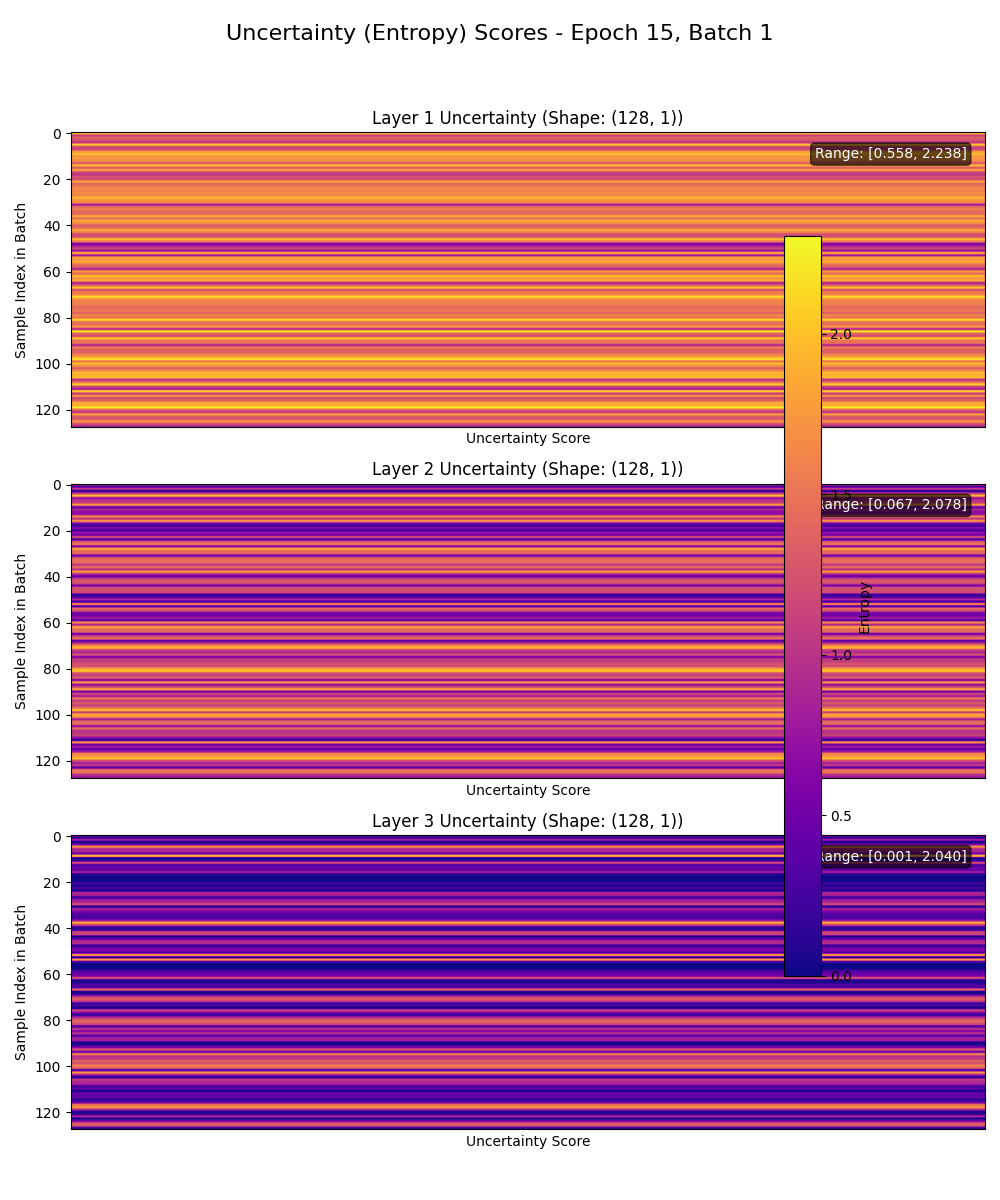 Uncertainty (Entropy) Scores - Epoch 15, Batch 1
Layer 1 Uncertainty (Shape: (128, 1))
Range: [0.558, 2.238]
Sample Index in Batch
0
20
40
60
80
100
120
Uncertainty Score
Layer 2 Uncertainty (Shape: (128, 1))
Range: [0.067, 2.078]
Sample Index in Batch
0
20
40
60
80
100
120
Uncertainty Score
Layer 3 Uncertainty (Shape: (128, 1))
Range: [0.001, 2.040]
Sample Index in Batch
0
20
40
60
80
100
120
Uncertainty Score
2.0
1.5
1.0
0.5
0.0
Entropy